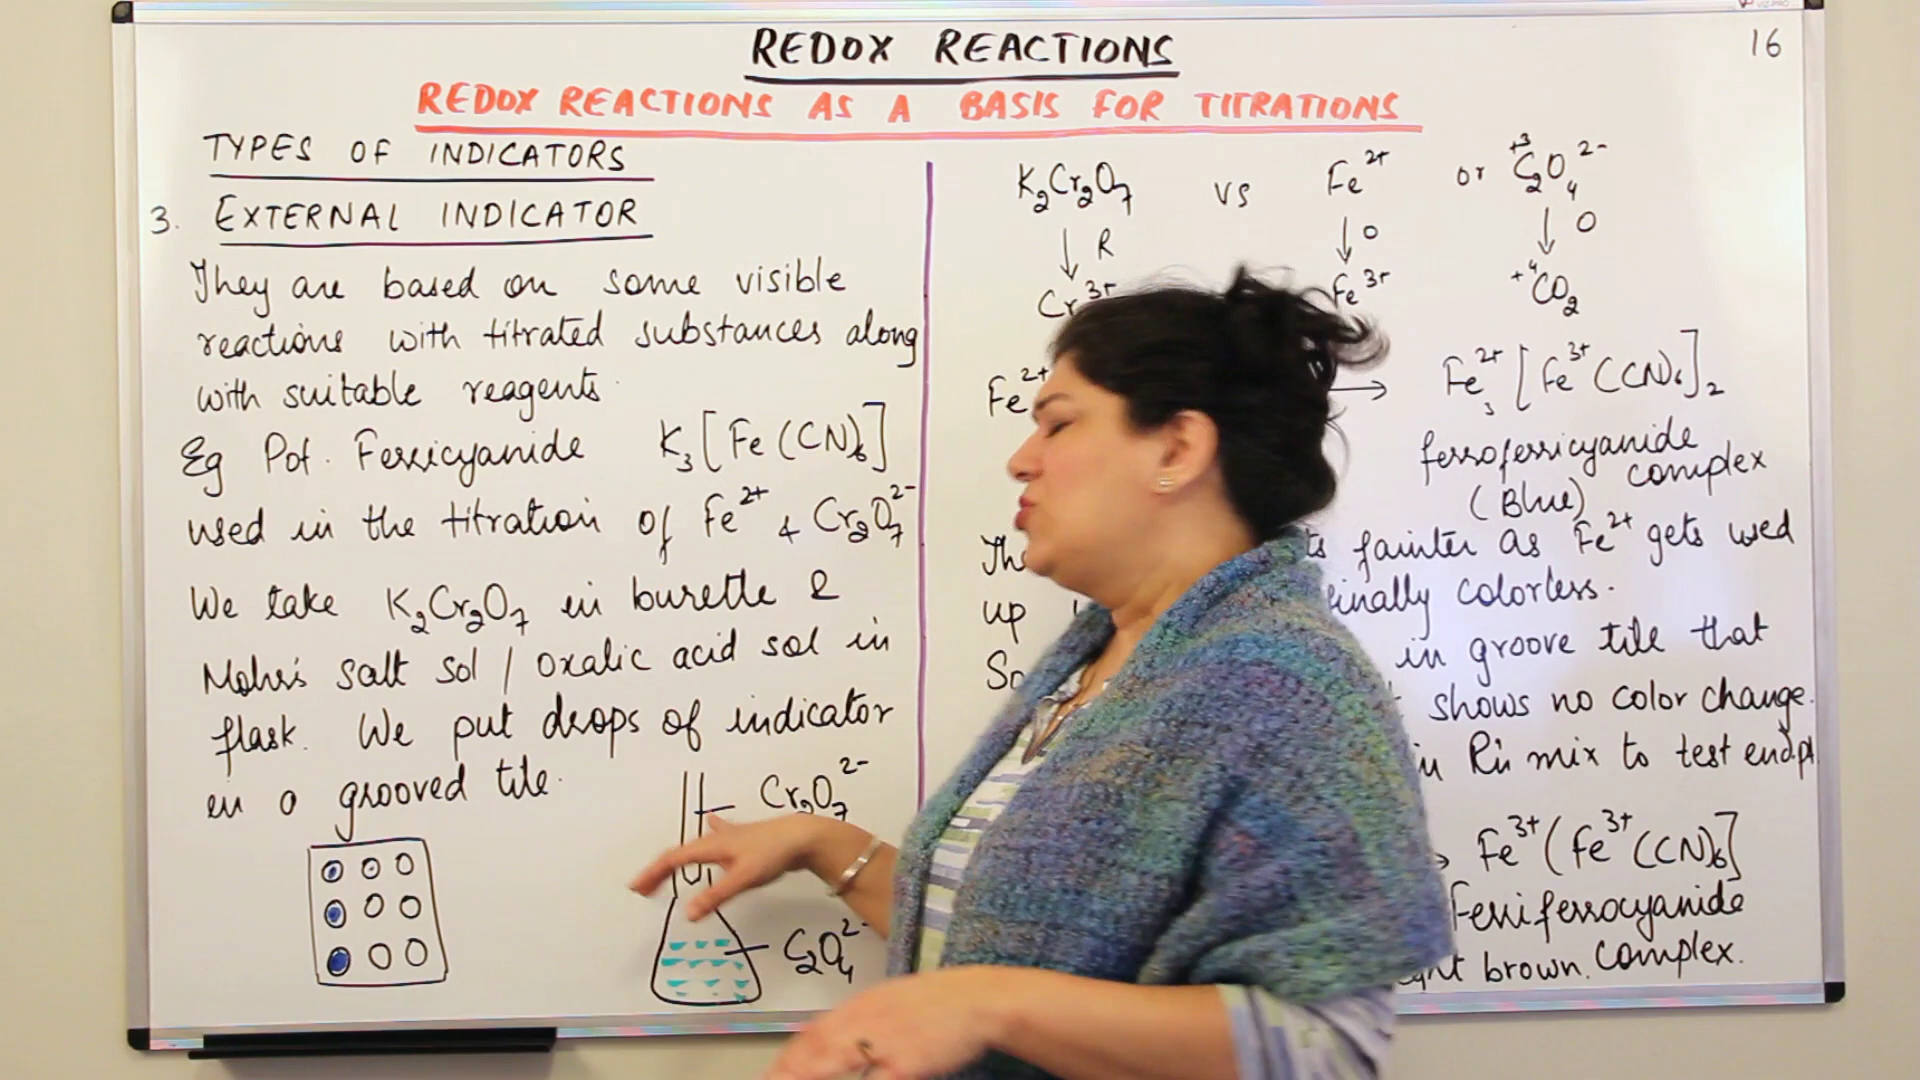 REDOX REACTIONS
16
REDOX REACTIONS AS A BASIS FOR TITRATIONS
TYPES OF INDICATORS
3. EXTERNAL INDICATOR
They are based on some visible
reactions with titrated substances along
with suitable reagents.
Eg Pot. Ferricyanide K₃[Fe(CN)₆]
used in the titration of Fe²⁺ & Cr₂O₇²⁻
We take K₂Cr₂O₇ in burette &
Mohr's salt sol / oxalic acid sol in
flask. We put drops of indicator
in a grooved tile.
Cr₂O₇²⁻
C₂O₄²⁻
K₂Cr₂O₇ vs Fe²⁺ or +3 C₂O₄²⁻
↓ R ↓ O ↓ O
Cr³⁺ Fe³⁺ +4 CO₂
Fe²⁺ → Fe²⁺₃[Fe³⁺(CN)₆]₂
ferroferricyanide
complex
(Blue)
fainter as Fe²⁺ gets used
up finally colorless.
So in groove tile that
shows no color change.
in Rn mix to test endpt.
→ Fe³⁺(Fe³⁺(CN)₆]
Ferriferrocyanide
brown complex.